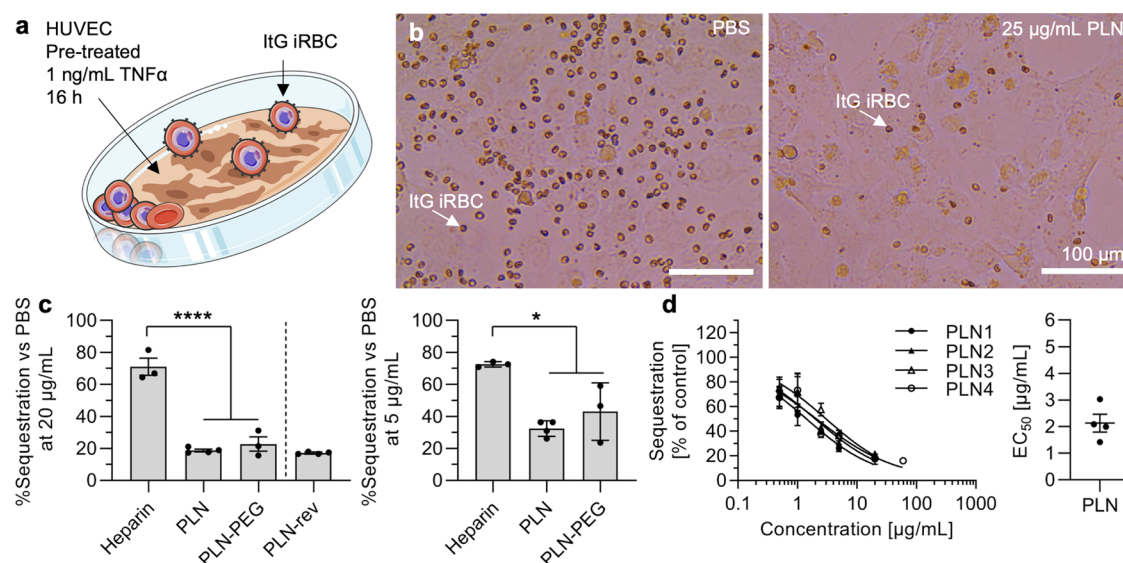 a
HUVEC
Pre-treated
1 ng/mL TNFα
16 h
ItG iRBC
b
PBS
ItG iRBC
25 µg/mL PLN
ItG iRBC
100 µm
c
%Sequestration vs PBS
at 20 µg/mL
100
80
60
40
20
0
****
Heparin
PLN
PLN-PEG
PLN-rev
%Sequestration vs PBS
at 5 µg/mL
100
80
60
40
20
0
*
Heparin
PLN
PLN-PEG
d
Sequestration
[% of control]
120
100
80
60
40
20
0
0.1
1
10
100
1000
Concentration [µg/mL]
PLN1
PLN2
PLN3
PLN4
EC50 [µg/mL]
6
5
4
3
2
1
0
PLN